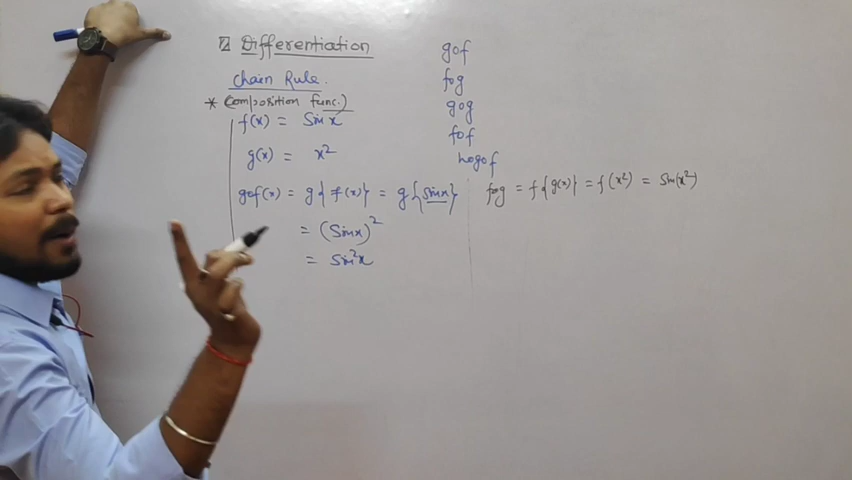 Differentiation
Chain Rule.
* (Composition func.)
f(x) = Sin x
g(x) = x²
gof(x) = g{f(x)} = g{sinx}
= (Sinx)²
= Sin²x
gof
fog
gog
fof
hogof
fog = f{g(x)} = f(x²) = Sin(x²)